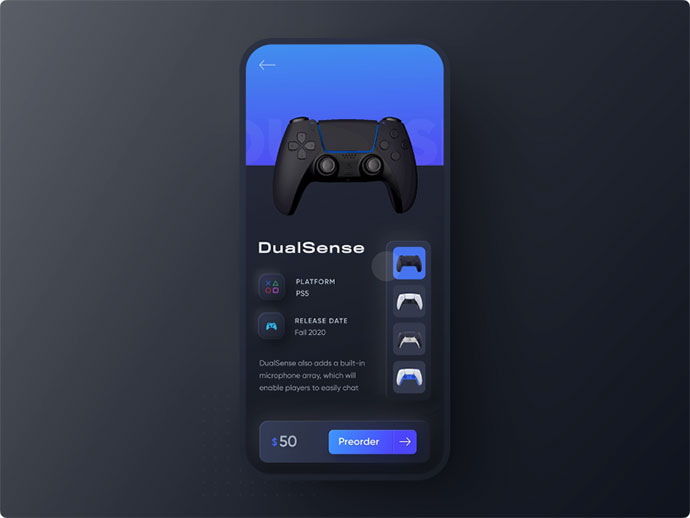 DualSense
PLATFORM
PS5
RELEASE DATE
Fall 2020
DualSense also adds a built-in
microphone array, which will
enable players to easily chat
$50
Preorder